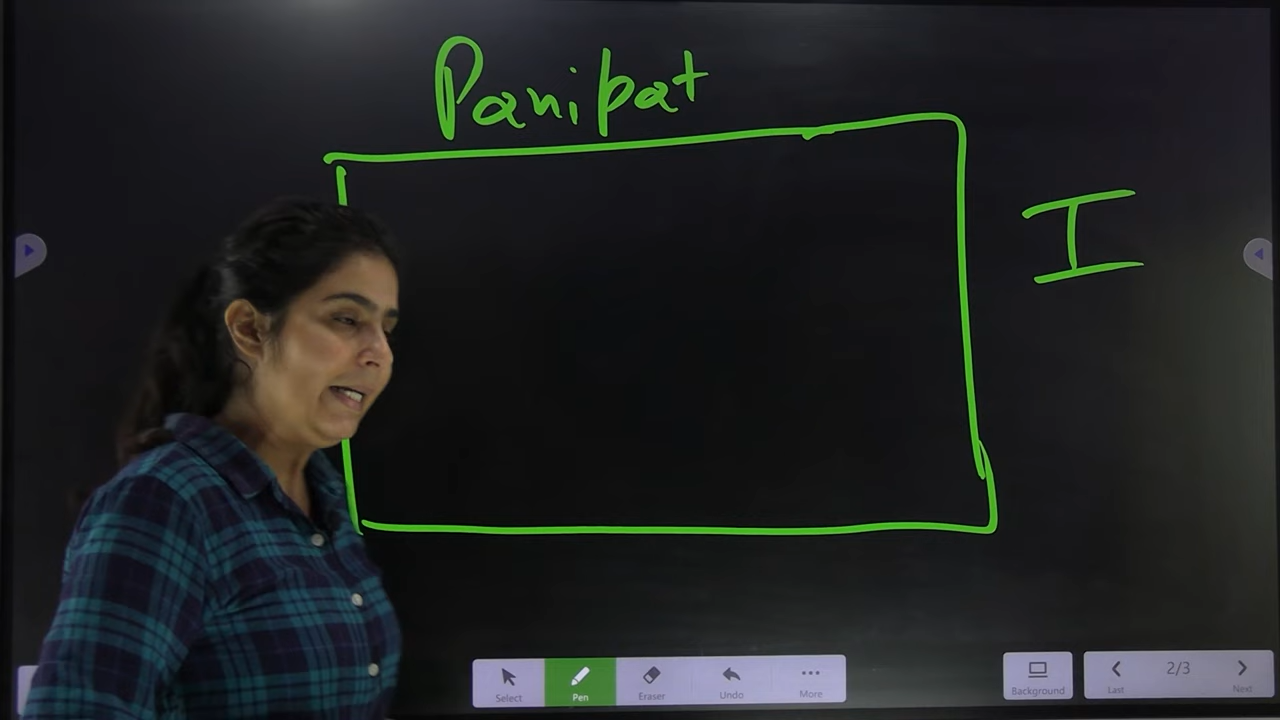 Panipat
I
Select
Pen
Eraser
Undo
More
Background
Last
2/3
Next